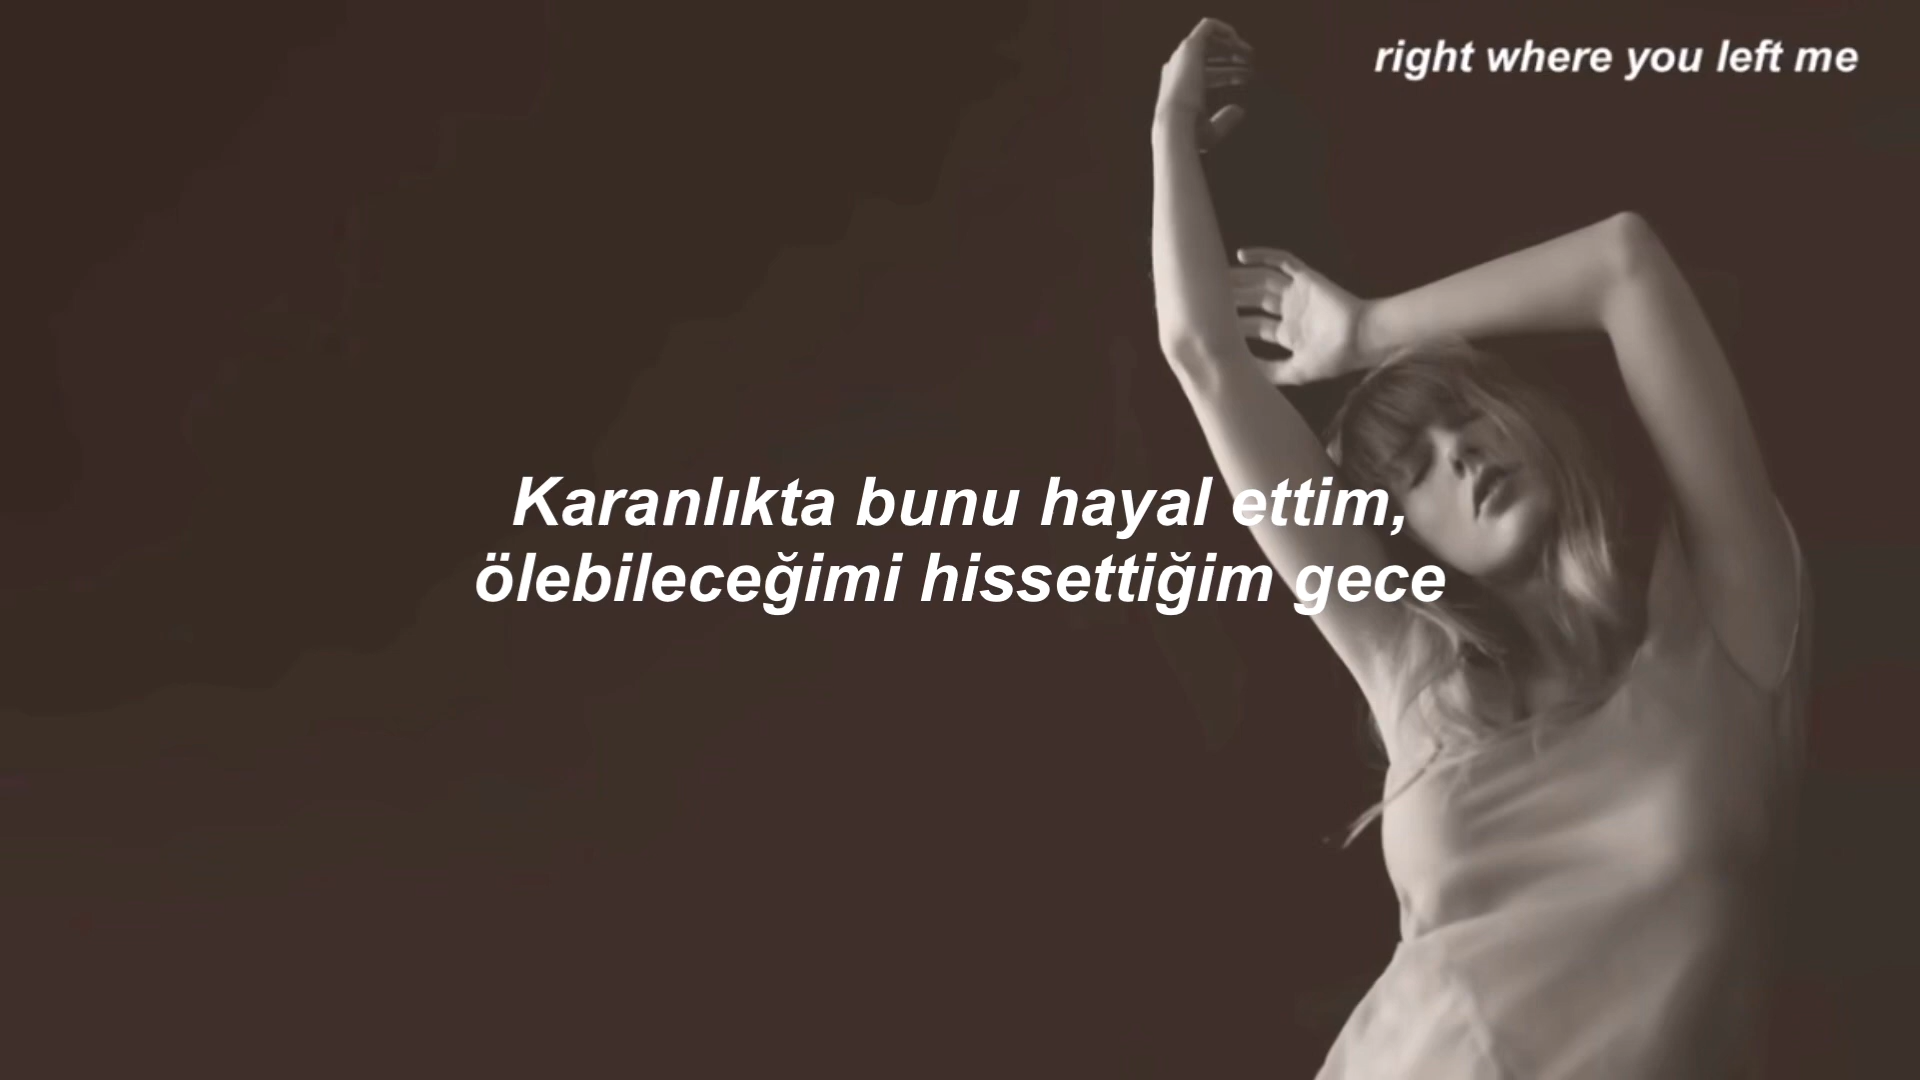 right where you left me
Karanlıkta bunu hayal ettim,
ölebileceğimi hissettiğim gece